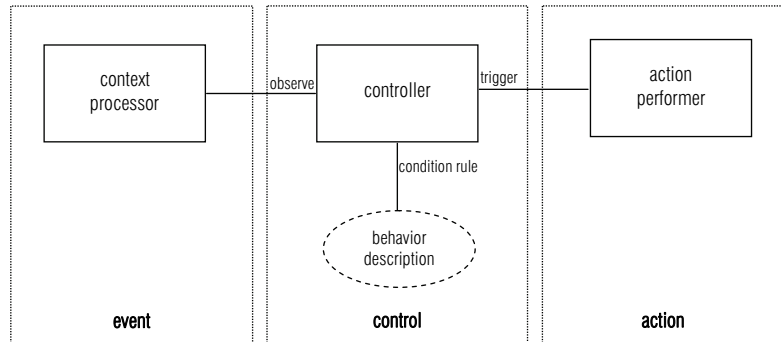 context
processor
observe
controller
trigger
action
performer
condition rule
behavior
description
event
control
action